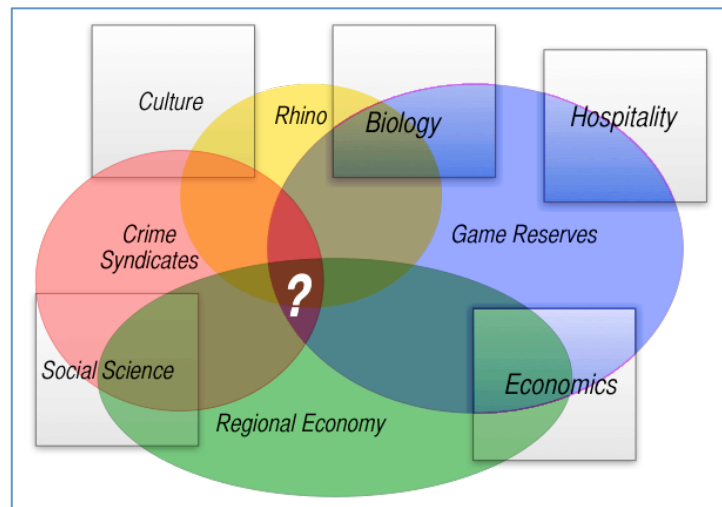 Culture
Rhino
Biology
Hospitality
Crime
Syndicates
Game Reserves
?
Social Science
Economics
Regional Economy